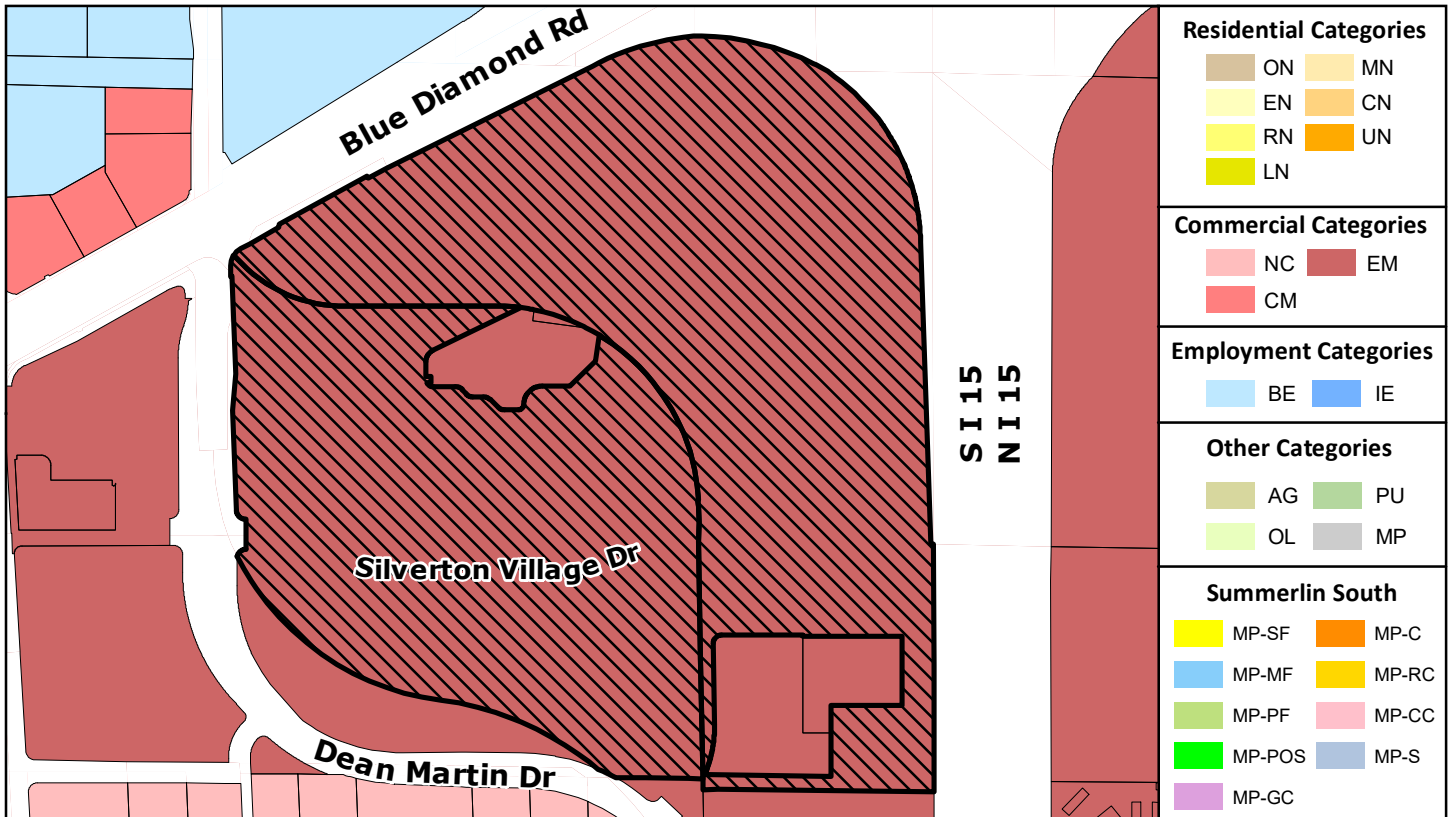 Blue Diamond Rd
S I 15
N I 15
Silverton Village Dr
Dean Martin Dr
Residential Categories
ON MN
EN CN
RN UN
LN
Commercial Categories
NC EM
CM
Employment Categories
BE IE
Other Categories
AG PU
OL MP
Summerlin South
MP-SF MP-C
MP-MF MP-RC
MP-PF MP-CC
MP-POS MP-S
MP-GC